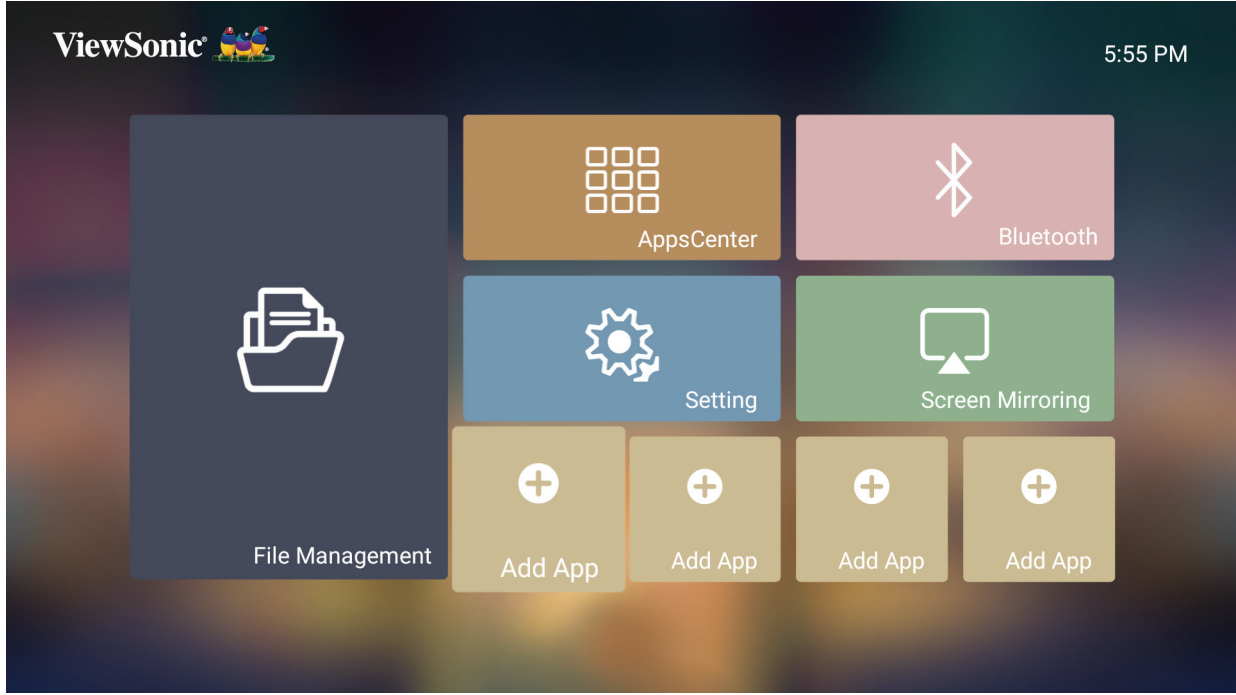 ViewSonic®
5:55 PM
AppsCenter
Bluetooth
Setting
Screen Mirroring
File Management
Add App
Add App
Add App
Add App